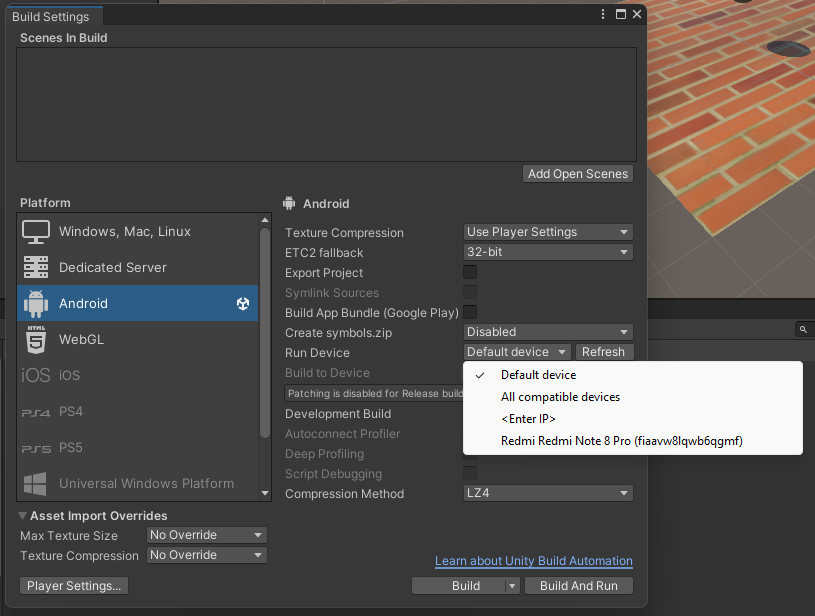 Build Settings
Scenes In Build
Add Open Scenes
Platform
Windows, Mac, Linux
Dedicated Server
Android
HTML
5
WebGL
iOS iOS
PS4 PS4
PS5 PS5
Universal Windows Platform
Android
Texture Compression Use Player Settings
ETC2 fallback 32-bit
Export Project
Symlink Sources
Build App Bundle (Google Play)
Create symbols.zip Disabled
Run Device Default device Refresh
Build to Device
Patching is disabled for Release build
Development Build
Autoconnect Profiler
Deep Profiling
Script Debugging
Compression Method LZ4
Default device
All compatible devices
<Enter IP>
Redmi Redmi Note 8 Pro (fiaavw8lqwb6qgmf)
Asset Import Overrides
Max Texture Size No Override
Texture Compression No Override
Learn about Unity Build Automation
Player Settings...
Build
Build And Run